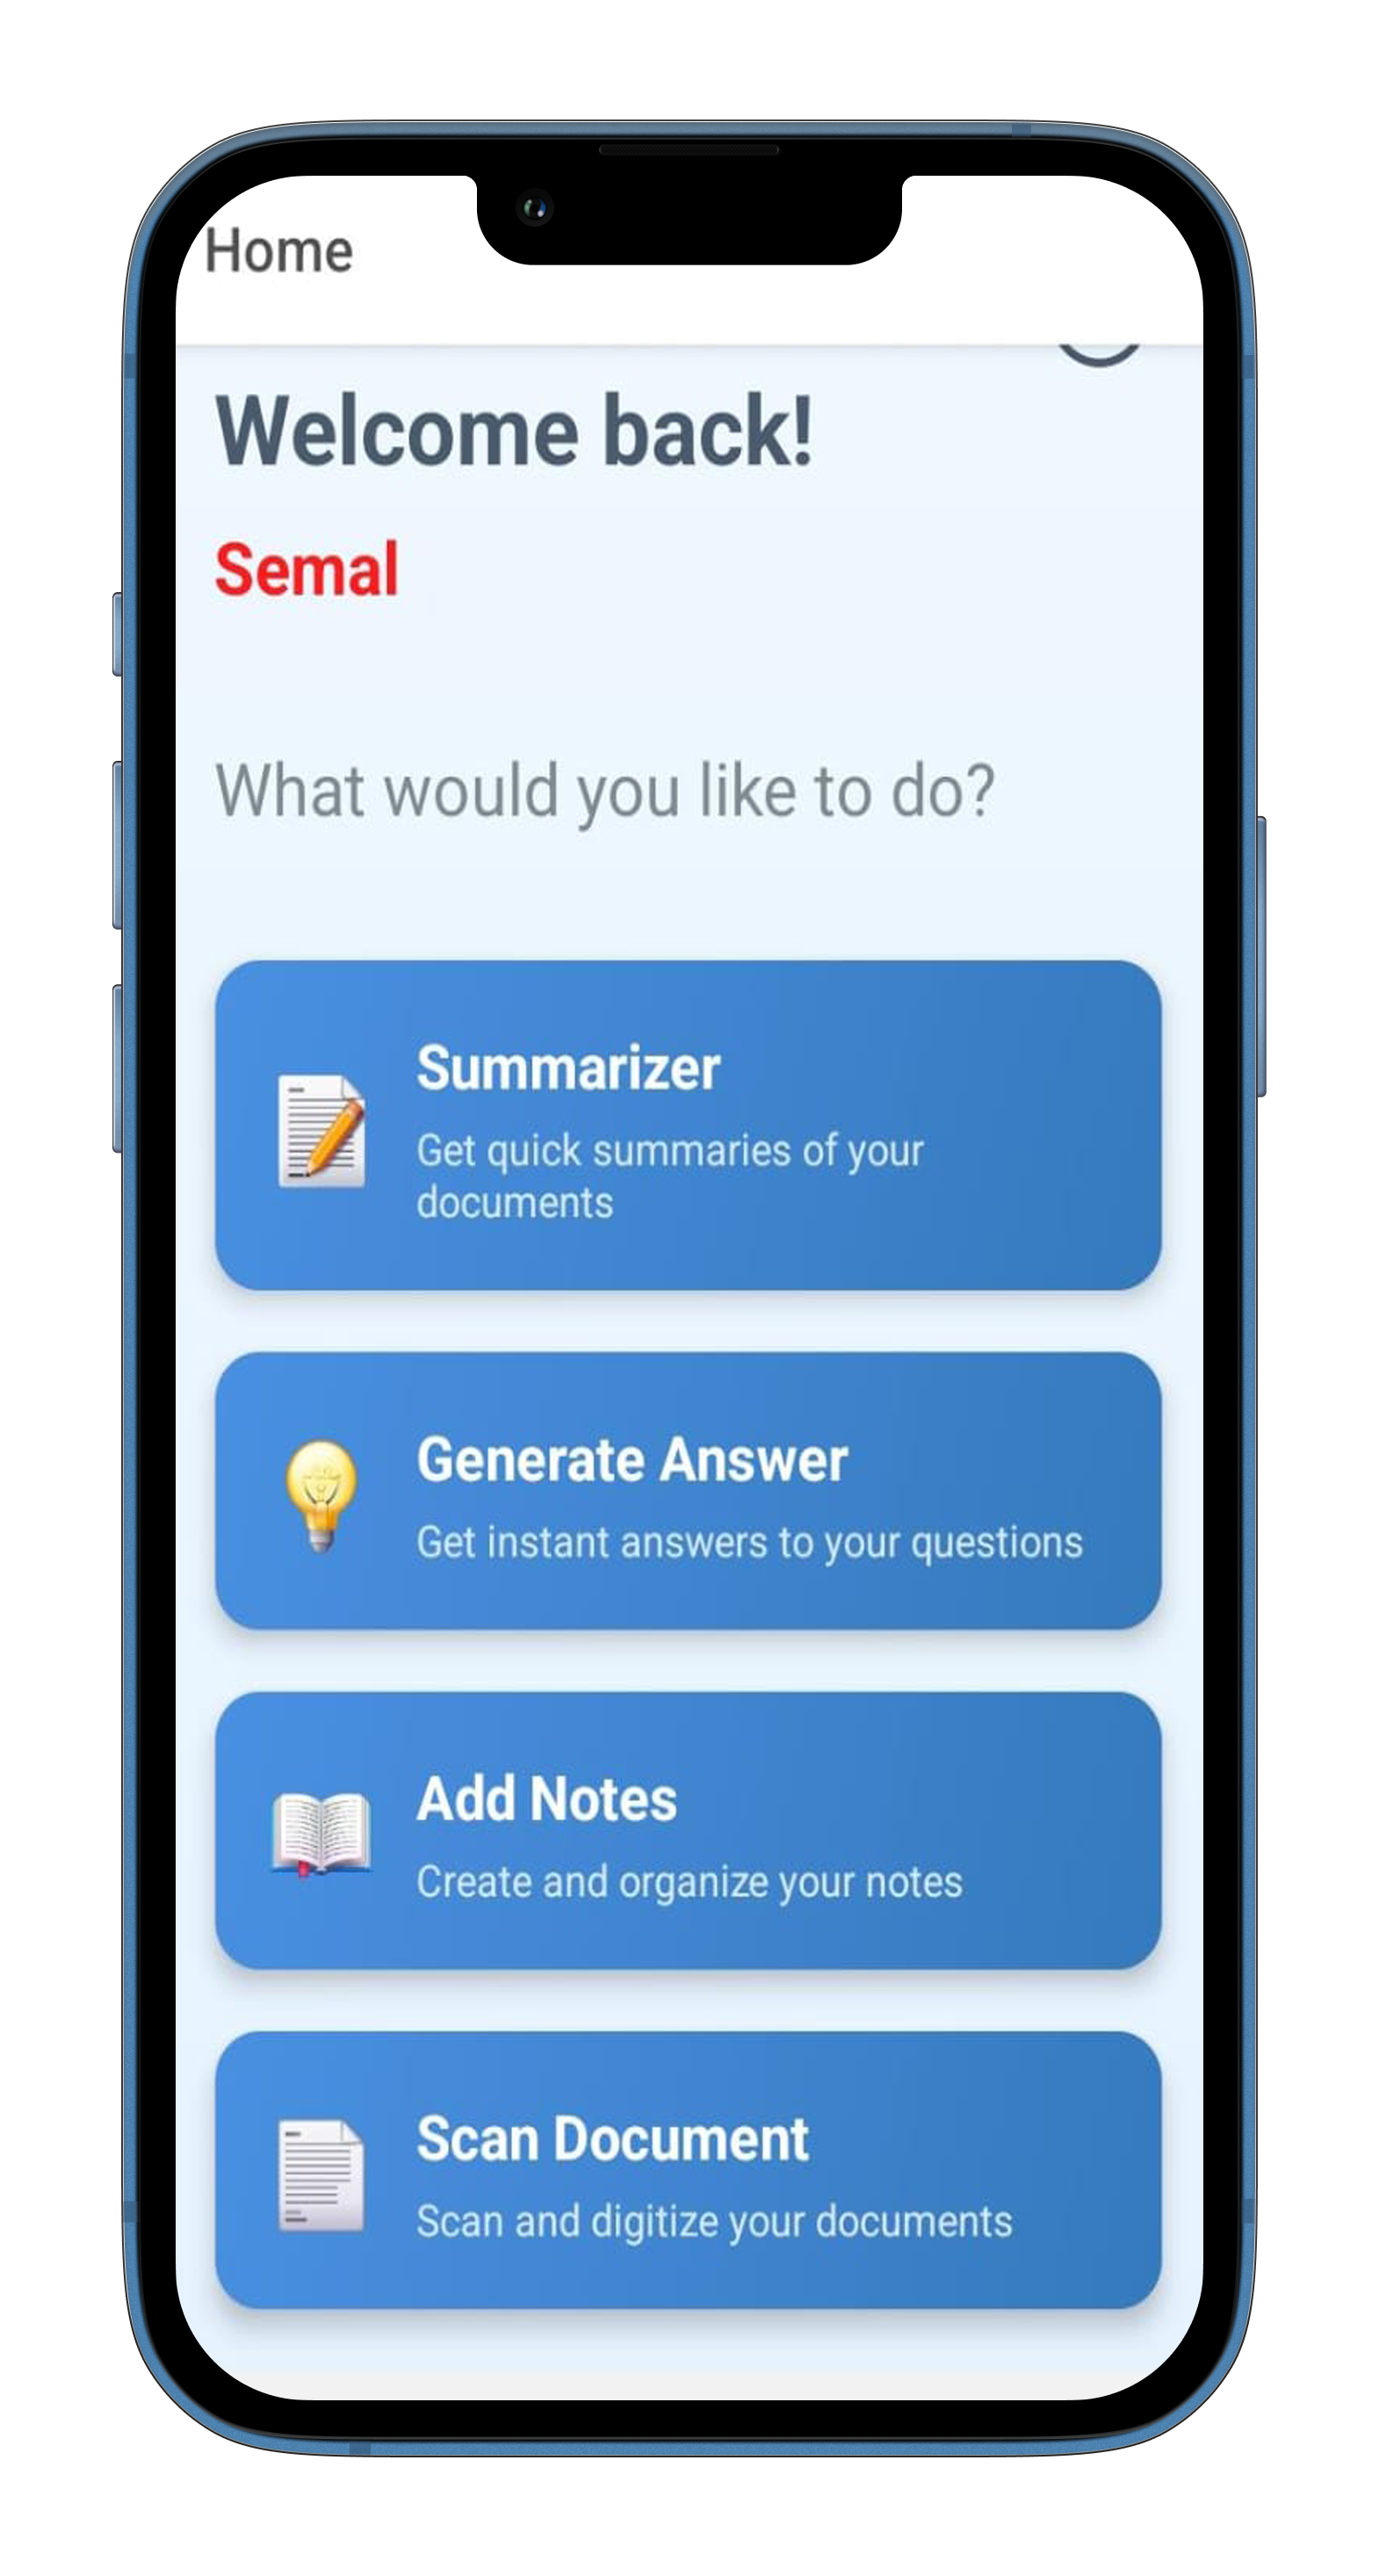 Home
Welcome back!
Semal
What would you like to do?
Summarizer
Get quick summaries of your
documents
Generate Answer
Get instant answers to your questions
Add Notes
Create and organize your notes
Scan Document
Scan and digitize your documents